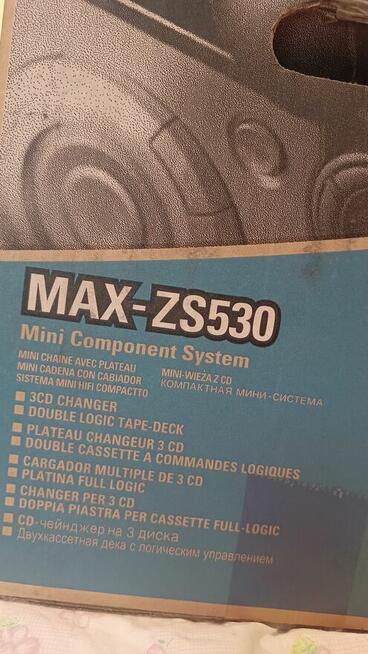 MAX-ZS530
Mini Component System
MINI CHAINE AVEC PLATEAU
MINI CADENA CON CABIADOR
SISTEMA MINI HIFI COMPACTTO
MINI-WIEŻA Z CD
КОМПАКТНАЯ МИНИ-СИСТЕМА
3CD CHANGER
DOUBLE LOGIC TAPE-DECK
PLATEAU CHANGEUR 3 CD
DOUBLE CASSETTE A COMMANDES LOGIQUES
CARGADOR MULTIPLE DE 3 CD
PLATINA FULL LOGIC
CHANGER PER 3 CD
DOPPIA PIASTRA PER CASSETTE FULL-LOGIC
CD-чейнджер на 3 диска
Двухкассетная дека с логическим управлением